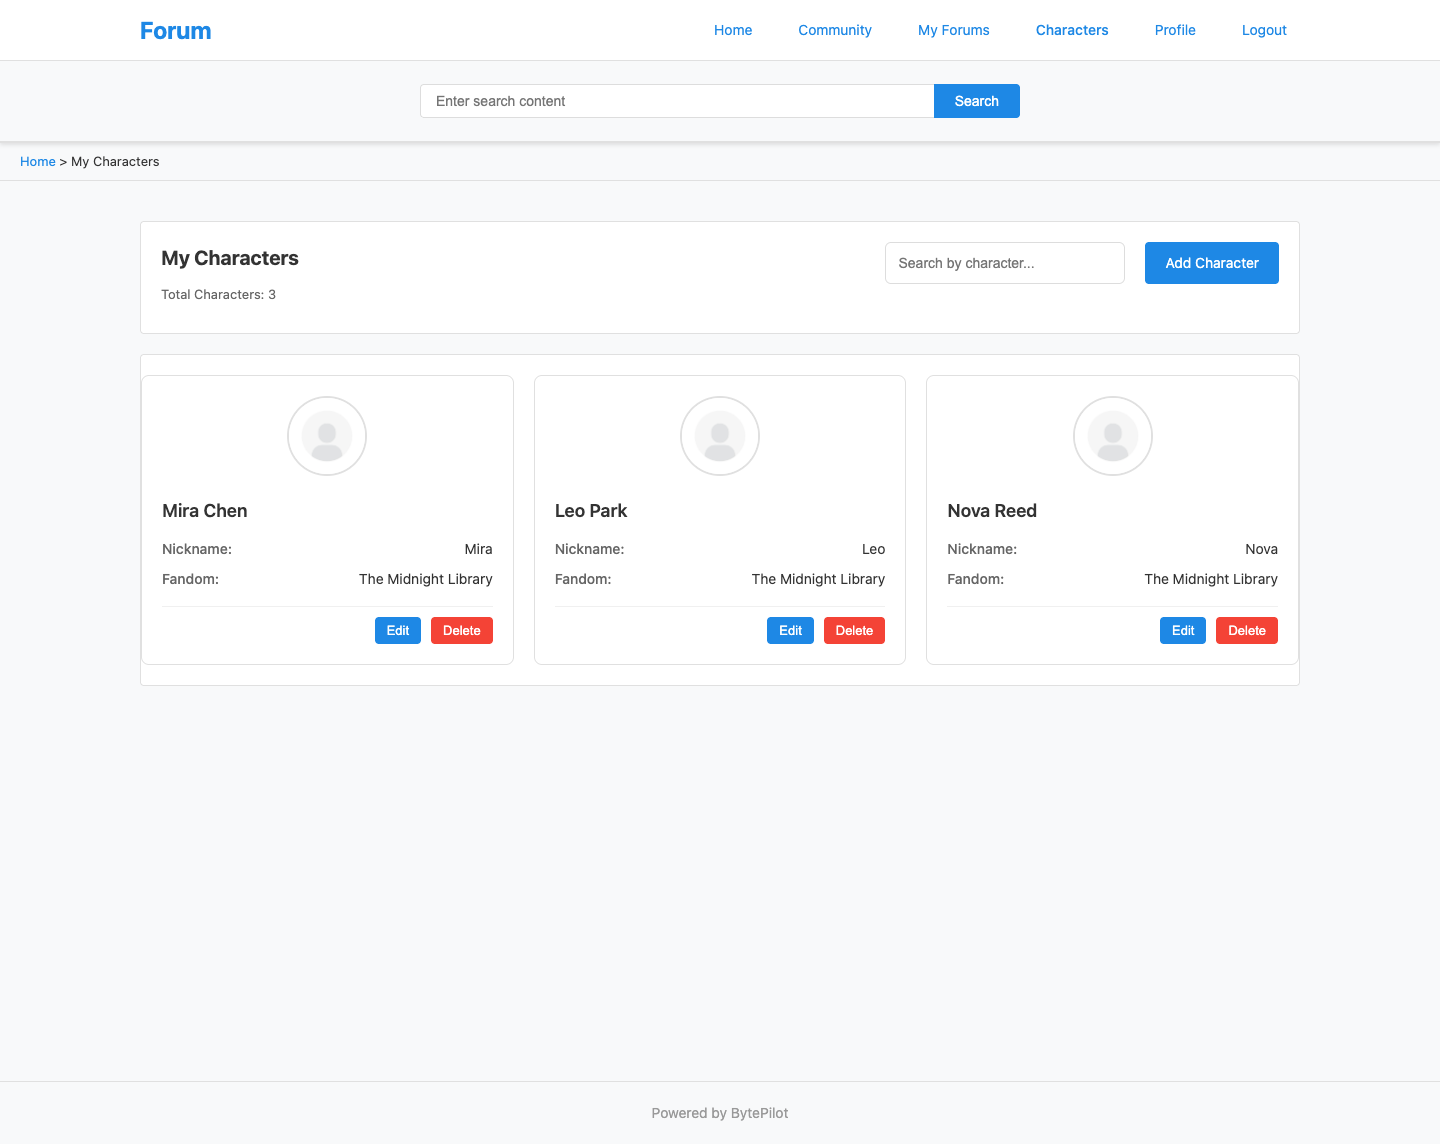 Forum
Home
Community
My Forums
Characters
Profile
Logout
Enter search content
Search
Home > My Characters
My Characters
Total Characters: 3
Search by character...
Add Character
Mira Chen
Nickname: Mira
Fandom: The Midnight Library
Edit
Delete
Leo Park
Nickname: Leo
Fandom: The Midnight Library
Edit
Delete
Nova Reed
Nickname: Nova
Fandom: The Midnight Library
Edit
Delete
Powered by BytePilot